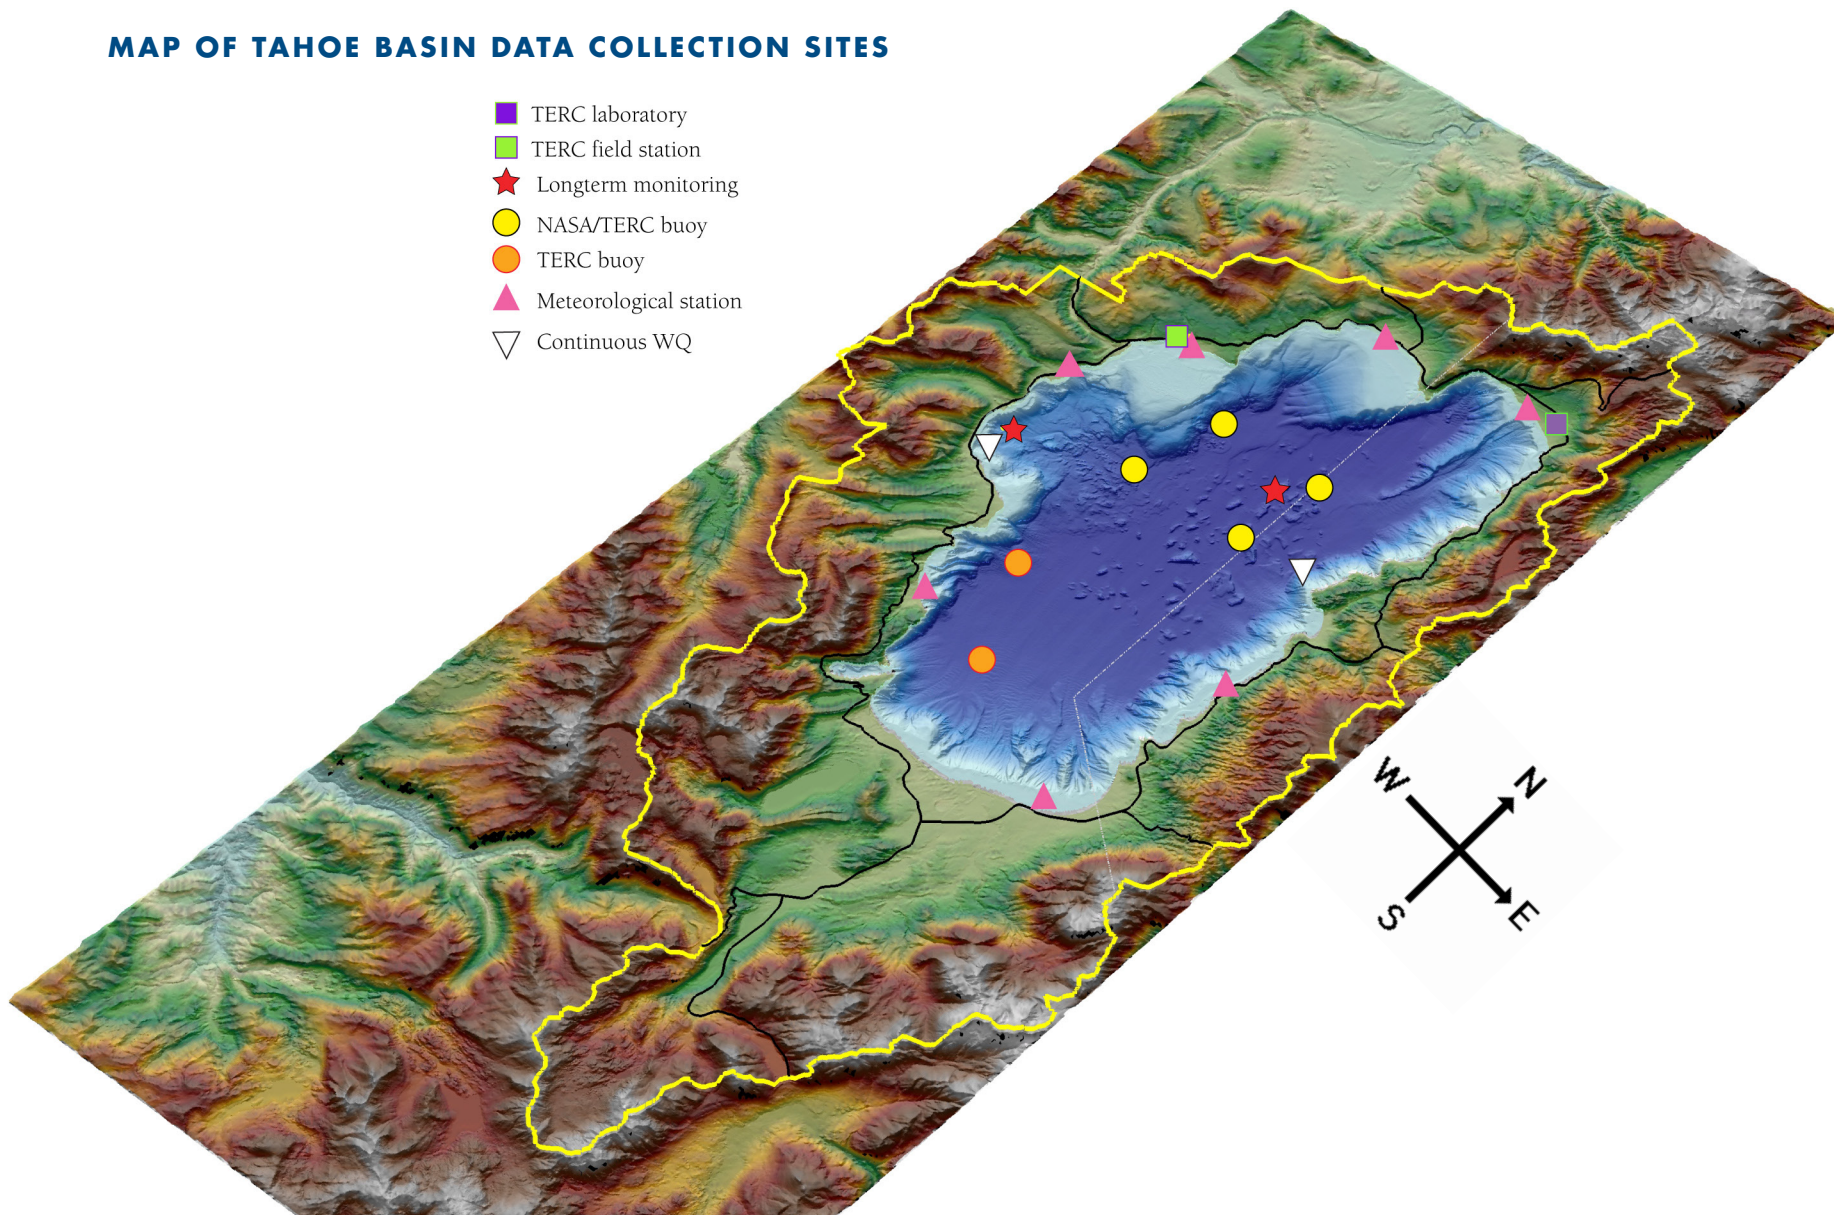 MAP OF TAHOE BASIN DATA COLLECTION SITES
TERC laboratory
TERC field station
Longterm monitoring
NASA/TERC buoy
TERC buoy
Meteorological station
Continuous WQ
W
N
S
E